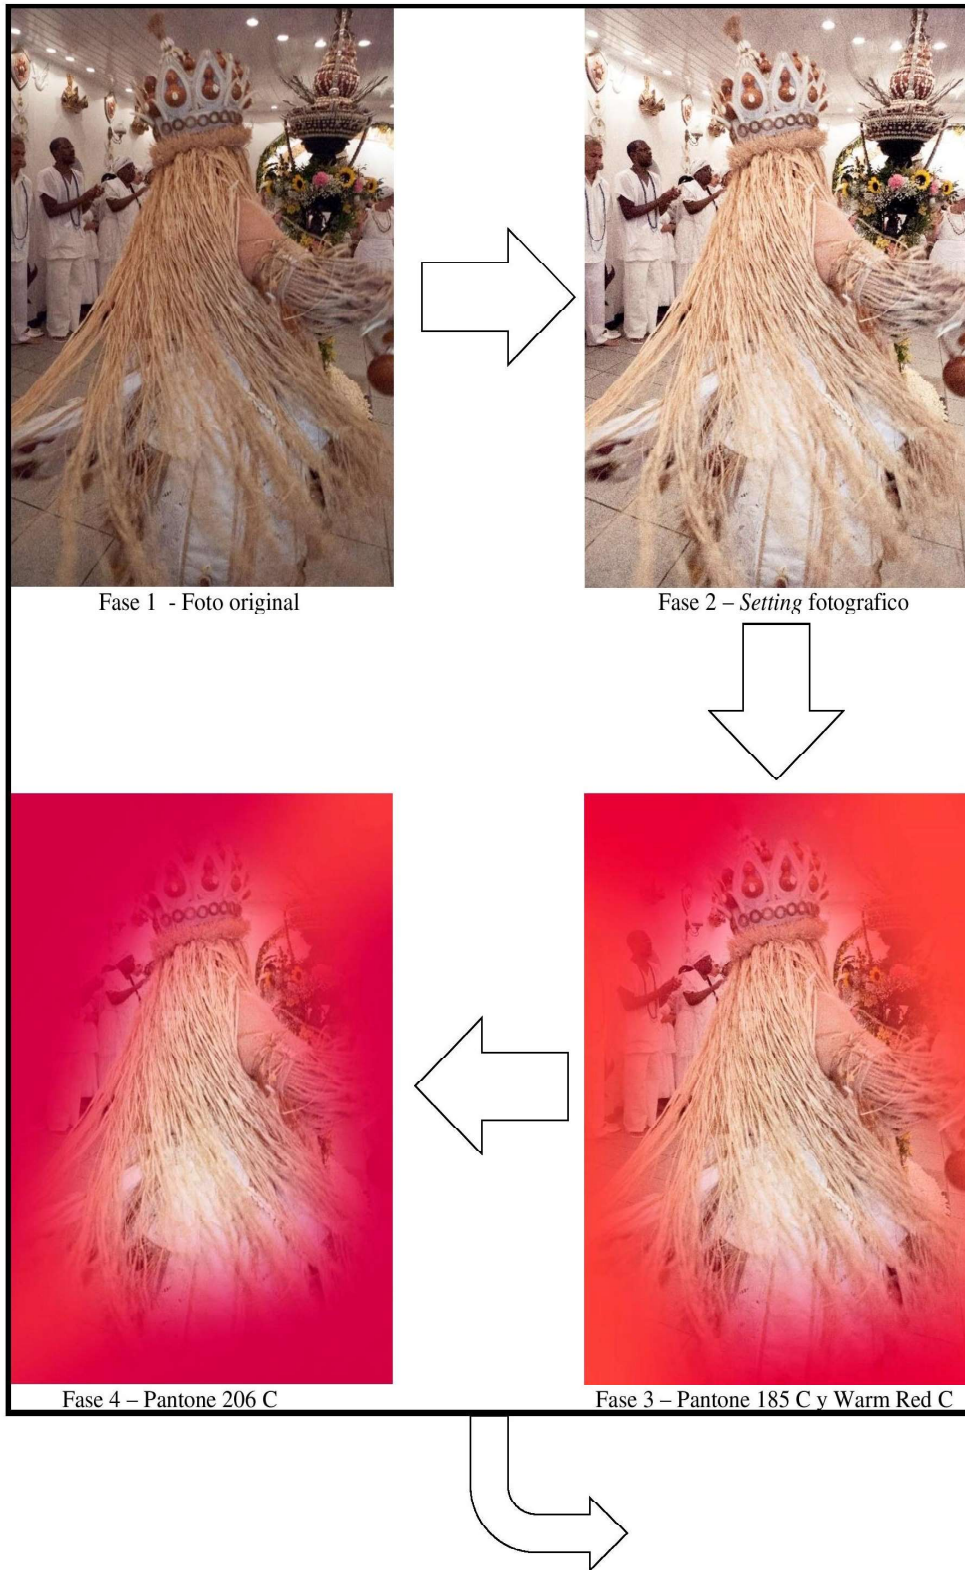 Fase 1 - Foto original
Fase 2 – Setting fotografico
Fase 4 – Pantone 206 C
Fase 3 – Pantone 185 C y Warm Red C